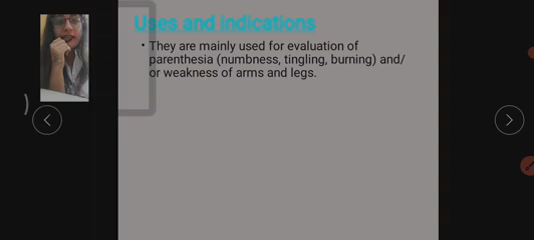 Uses and Indications
• They are mainly used for evaluation of
parenthesia (numbness, tingling, burning) and/
or weakness of arms and legs.